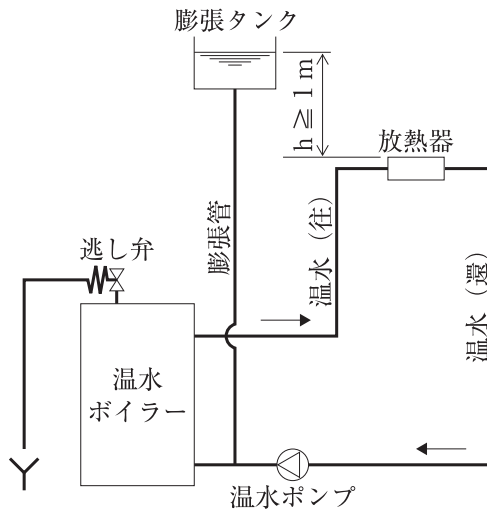 膨張タンク
h≧1m
放熱器
膨張管
温水(往)
温水(還)
逃し弁
温水
ボイラー
温水ポンプ